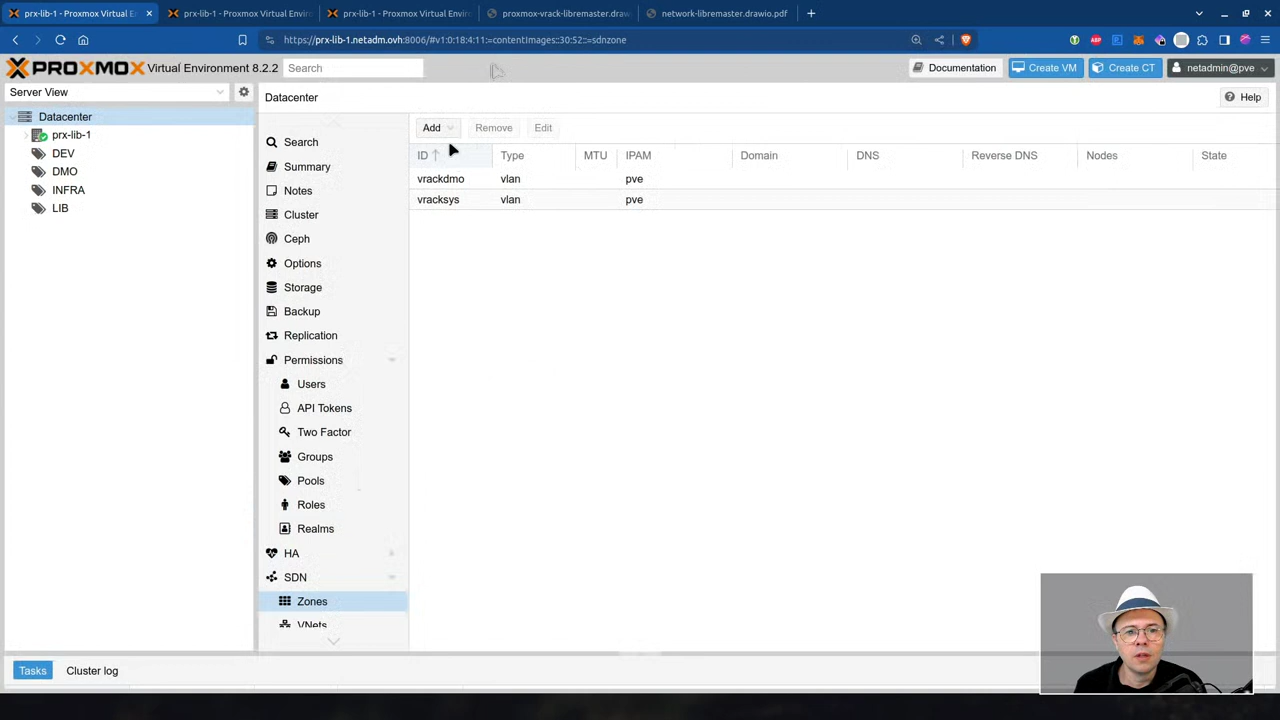 prx-lib-1 - Proxmox Virtual E
prx-lib-1 - Proxmox Virtual Enviro
prx-lib-1 - Proxmox Virtual Enviro
proxmox-vrack-libremaster.draw
network-libremaster.drawio.pdf
https://prx-lib-1.netadm.ovh:8006/#v1:0:18:4:11:=contentImages::30:52::=sdnzone
PROXMOX Virtual Environment 8.2.2
Search
Documentation
Create VM
Create CT
netadmin@pve
Server View
Datacenter
prx-lib-1
DEV
DMO
INFRA
LIB
Datacenter
Help
Search
Summary
Notes
Cluster
Ceph
Options
Storage
Backup
Replication
Permissions
Users
API Tokens
Two Factor
Groups
Pools
Roles
Realms
HA
SDN
Zones
VNets
Add Remove Edit
ID Type MTU IPAM Domain DNS Reverse DNS Nodes State
vrackdmo vlan pve
vracksys vlan pve
Tasks Cluster log